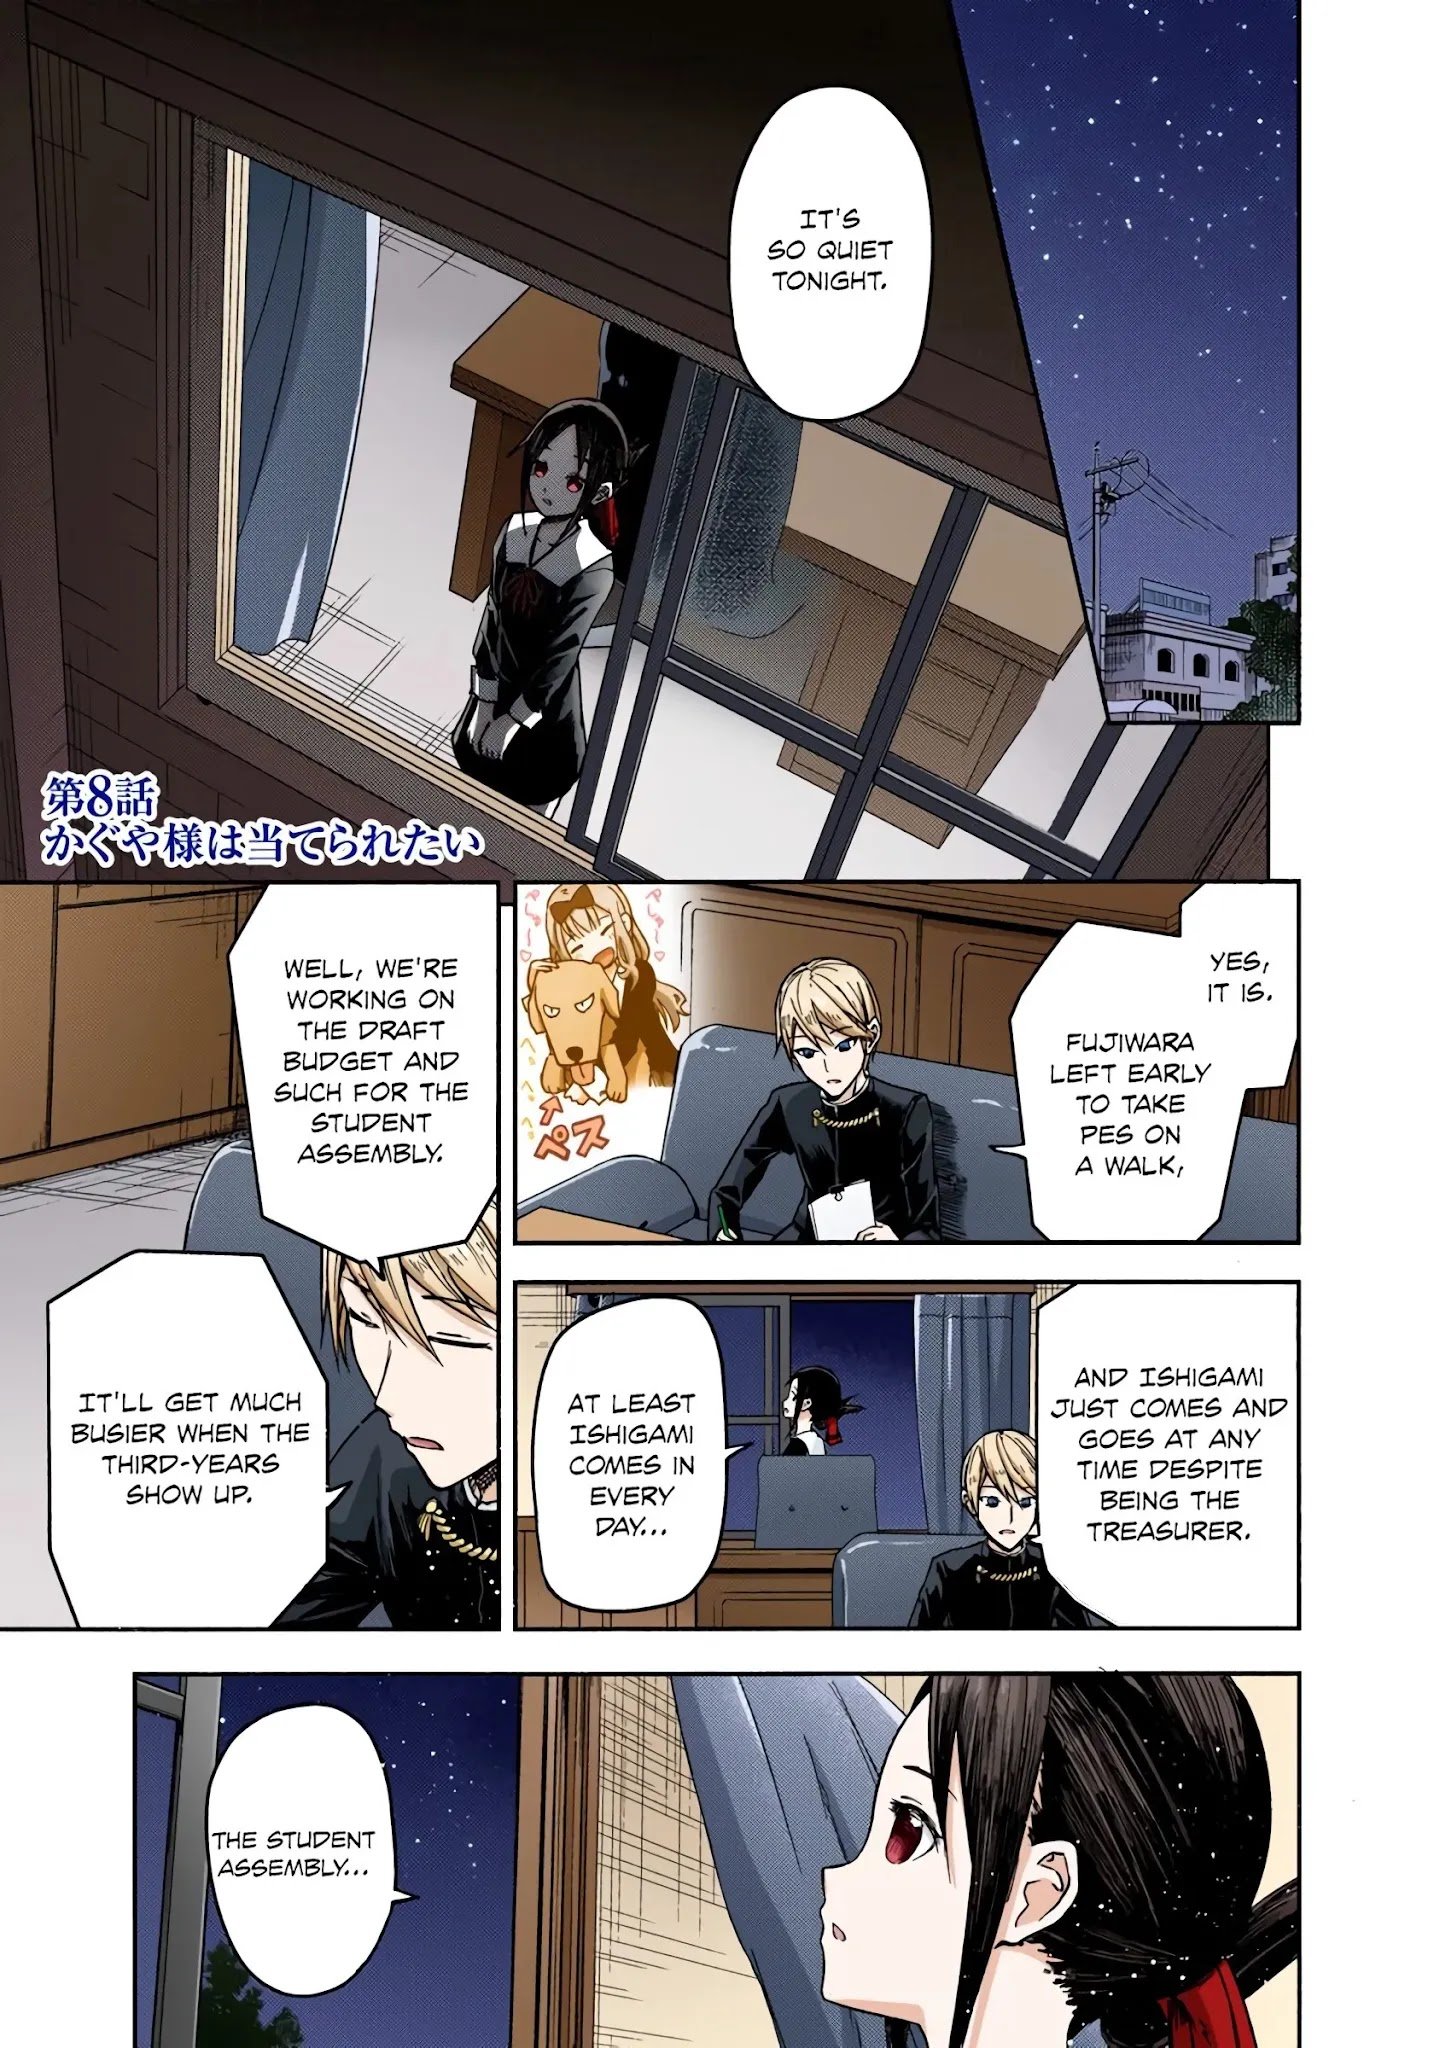 IT'S
SO QUIET
TONIGHT.
第8話
かぐや様は当てられたい
YES,
IT IS.
FUJIWARA
LEFT EARLY
TO TAKE
PES ON
A WALK,
ペス
AND ISHIGAMI
JUST COMES AND
GOES AT ANY
TIME DESPITE
BEING THE
TREASURER.
AT LEAST
ISHIGAMI
COMES IN
EVERY
DAY...
WELL, WE'RE
WORKING ON
THE DRAFT
BUDGET AND
SUCH FOR THE
STUDENT
ASSEMBLY.
IT'LL GET MUCH
BUSIER WHEN THE
THIRD-YEARS
SHOW UP.
THE STUDENT
ASSEMBLY...